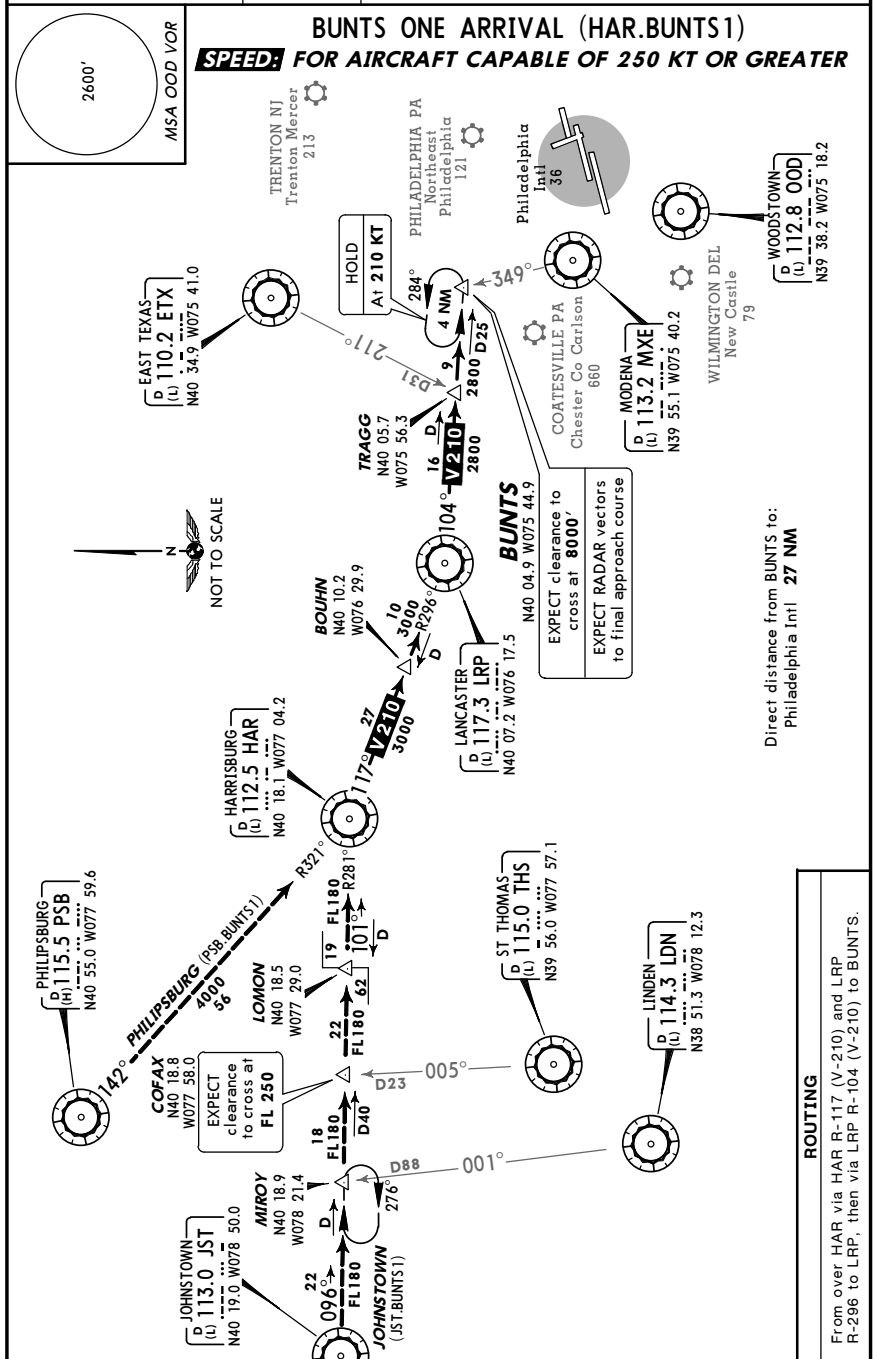 BUNTS ONE ARRIVAL (HAR.BUNTS1)
SPEED: FOR AIRCRAFT CAPABLE OF 250 KT OR GREATER
2600'
MSA OOD VOR
TRENTON NJ
Trenton Mercer
213
PHILADELPHIA PA
Northeast
Philadelphia
121
Philadelphia
Intl
36
WOODSTOWN
D
(L) 112.8 OOD
N39 38.2 W075 18.2
HOLD
At 210 KT
284°
4 NM
349°
D25
9
2800
EAST TEXAS
D
(L) 110.2 ETX
N40 34.9 W075 41.0
211°
D31
COATESVILLE PA
Chester Co Carlson
660
MODENA
D
(L) 113.2 MXE
N39 55.1 W075 40.2
WILMINGTON DEL
New Castle
79
TRAGG
N40 05.7
W075 56.3
16
D
V210
2800
104°
BUNTS
N40 04.9 W075 44.9
EXPECT clearance to
cross at 8000'
EXPECT RADAR vectors
to final approach course
N
NOT TO SCALE
BOUHN
N40 10.2
W076 29.9
10
3000
R296°
D
LANCASTER
D
(L) 117.3 LRP
N40 07.2 W076 17.5
Direct distance from BUNTS to:
Philadelphia Intl 27 NM
27
V210
3000
117°
HARRISBURG
D
(L) 112.5 HAR
N40 18.1 W077 04.2
R321°
R281°
PHILIPSBURG
D
(H) 115.5 PSB
N40 55.0 W077 59.6
142°
PHILIPSBURG (PSB.BUNTS1)
4000
56
LOMON
N40 18.5
W077 29.0
19
FL180
101°
D
62
22
FL180
ST THOMAS
D
(L) 115.0 THS
N39 56.0 W077 57.1
COFAX
N40 18.8
W077 58.0
EXPECT
clearance
to cross at
FL 250
D23
005°
18
FL180
D40
LINDEN
D
(L) 114.3 LDN
N38 51.3 W078 12.3
MIROY
N40 18.9
W078 21.4
D
D88
001°
276°
JOHNSTOWN
D
(L) 113.0 JST
N40 19.0 W078 50.0
22
096°
FL180
JOHNSTOWN
(JST.BUNTS1)
ROUTING
From over HAR via HAR R-117 (V-210) and LRP
R-296 to LRP, then via LRP R-104 (V-210) to BUNTS.